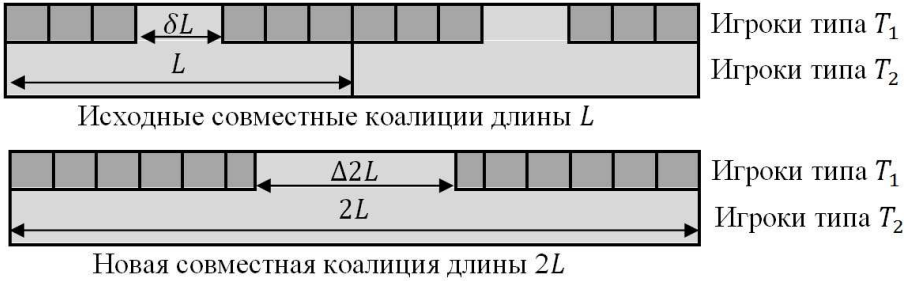 δL Игроки типа T₁
L Игроки типа T₂
Исходные совместные коалиции длины L
Δ2L Игроки типа T₁
2L Игроки типа T₂
Новая совместная коалиция длины 2L